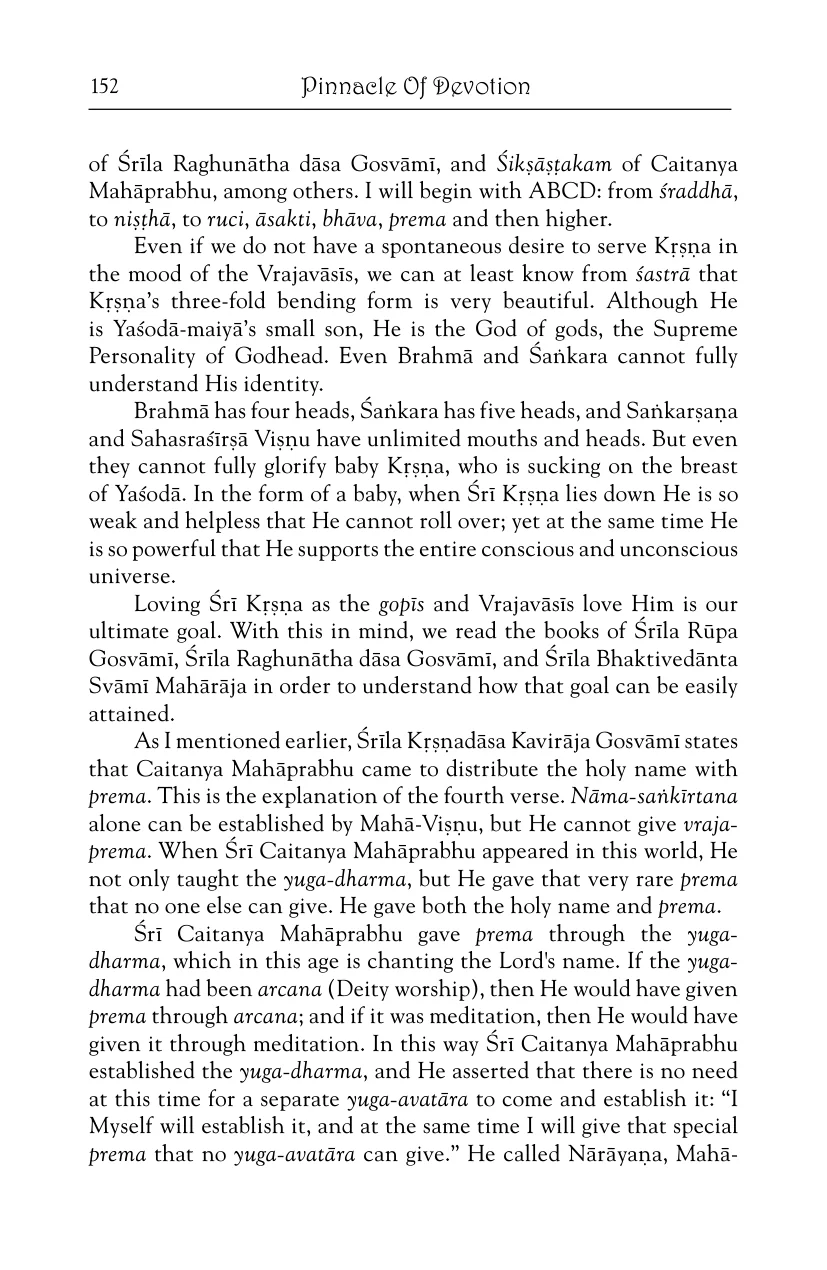 152 Pinnacle Of Devotion
of Śrīla Raghunātha dāsa Gosvāmī, and Śikṣāṣṭakam of Caitanya
Mahāprabhu, among others. I will begin with ABCD: from śraddhā,
to niṣṭhā, to ruci, āsakti, bhāva, prema and then higher.
Even if we do not have a spontaneous desire to serve Kṛṣṇa in
the mood of the Vrajavāsīs, we can at least know from śastrā that
Kṛṣṇa’s three-fold bending form is very beautiful. Although He
is Yaśodā-maiyā’s small son, He is the God of gods, the Supreme
Personality of Godhead. Even Brahmā and Śaṅkara cannot fully
understand His identity.
Brahmā has four heads, Śaṅkara has five heads, and Saṅkarṣaṇa
and Sahasraśīrṣā Viṣṇu have unlimited mouths and heads. But even
they cannot fully glorify baby Kṛṣṇa, who is sucking on the breast
of Yaśodā. In the form of a baby, when Śrī Kṛṣṇa lies down He is so
weak and helpless that He cannot roll over; yet at the same time He
is so powerful that He supports the entire conscious and unconscious
universe.
Loving Śrī Kṛṣṇa as the gopīs and Vrajavāsīs love Him is our
ultimate goal. With this in mind, we read the books of Śrīla Rūpa
Gosvāmī, Śrīla Raghunātha dāsa Gosvāmī, and Śrīla Bhaktivedānta
Svāmī Mahārāja in order to understand how that goal can be easily
attained.
As I mentioned earlier, Śrīla Kṛṣṇadāsa Kavirāja Gosvāmī states
that Caitanya Mahāprabhu came to distribute the holy name with
prema. This is the explanation of the fourth verse. Nāma-saṅkīrtana
alone can be established by Mahā-Viṣṇu, but He cannot give vraja-
prema. When Śrī Caitanya Mahāprabhu appeared in this world, He
not only taught the yuga-dharma, but He gave that very rare prema
that no one else can give. He gave both the holy name and prema.
Śrī Caitanya Mahāprabhu gave prema through the yuga-
dharma, which in this age is chanting the Lord's name. If the yuga-
dharma had been arcana (Deity worship), then He would have given
prema through arcana; and if it was meditation, then He would have
given it through meditation. In this way Śrī Caitanya Mahāprabhu
established the yuga-dharma, and He asserted that there is no need
at this time for a separate yuga-avatāra to come and establish it: “I
Myself will establish it, and at the same time I will give that special
prema that no yuga-avatāra can give.” He called Nārāyaṇa, Mahā-